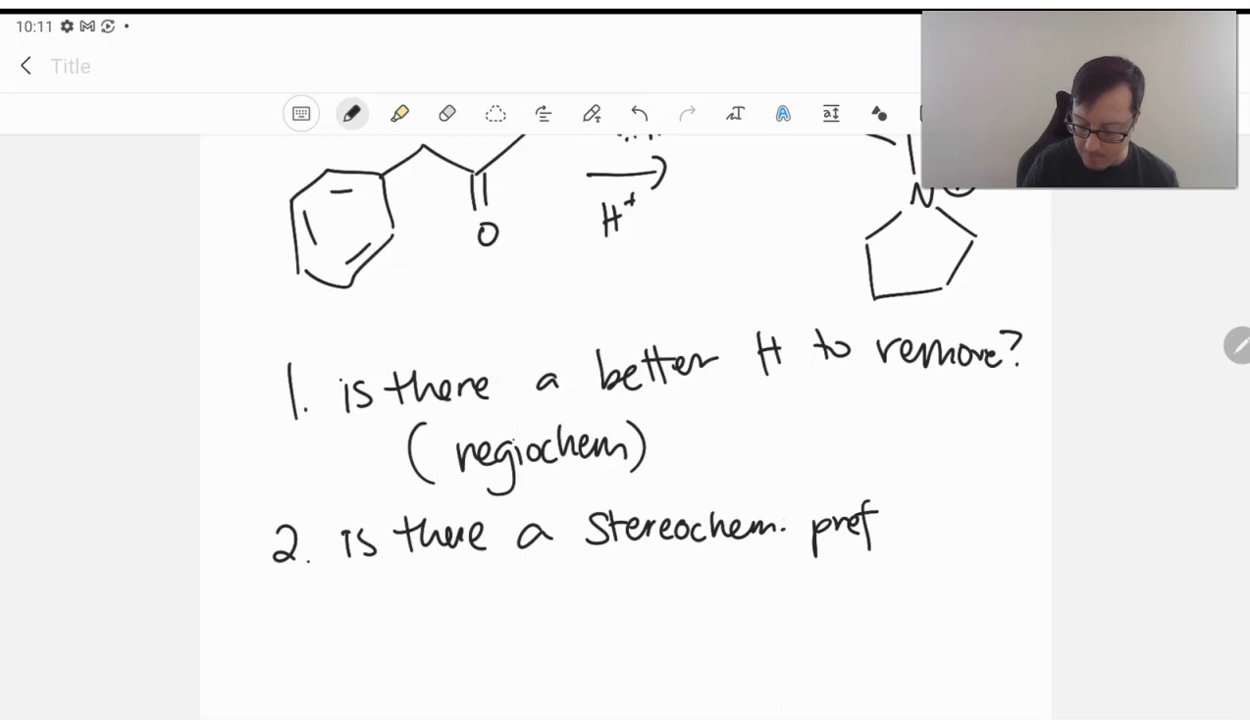 10:11
Title
H+
O
N
1. is there a better H to remove?
(regiochem)
2. is there a stereochem. pref